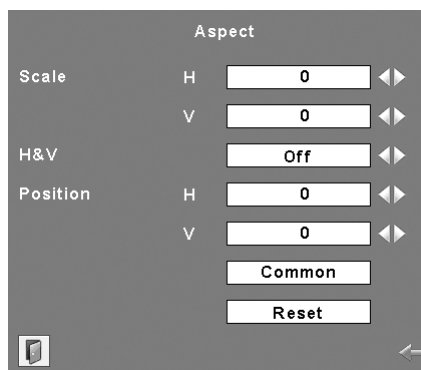 Aspect
Scale H 0
V 0
H&V Off
Position H 0
V 0
Common
Reset